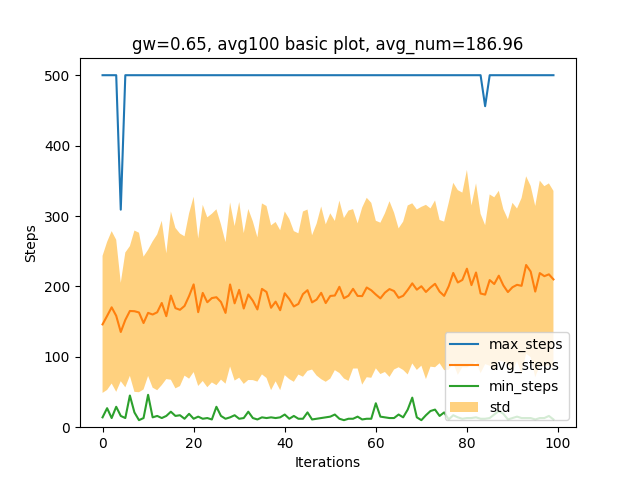 gw=0.65, avg100 basic plot, avg_num=186.96
500
400
300
200
100
0
Steps
0
20
40
60
80
100
Iterations
max_steps
avg_steps
min_steps
std